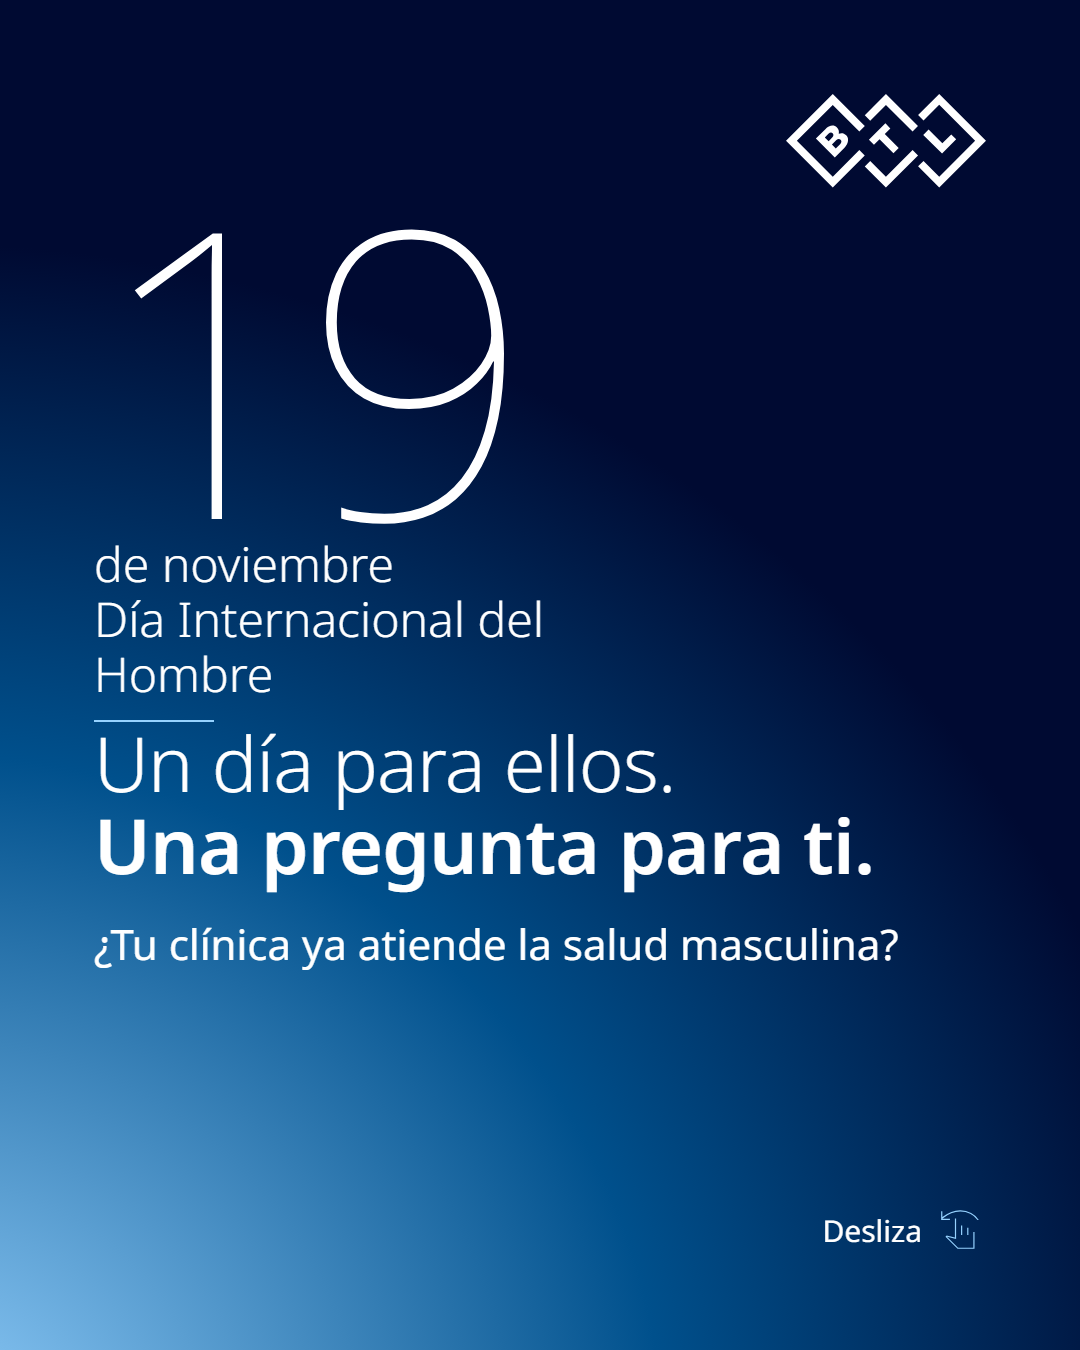 BTL
19
de noviembre
Día Internacional del
Hombre
Un día para ellos.
Una pregunta para ti.
¿Tu clínica ya atiende la salud masculina?
Desliza